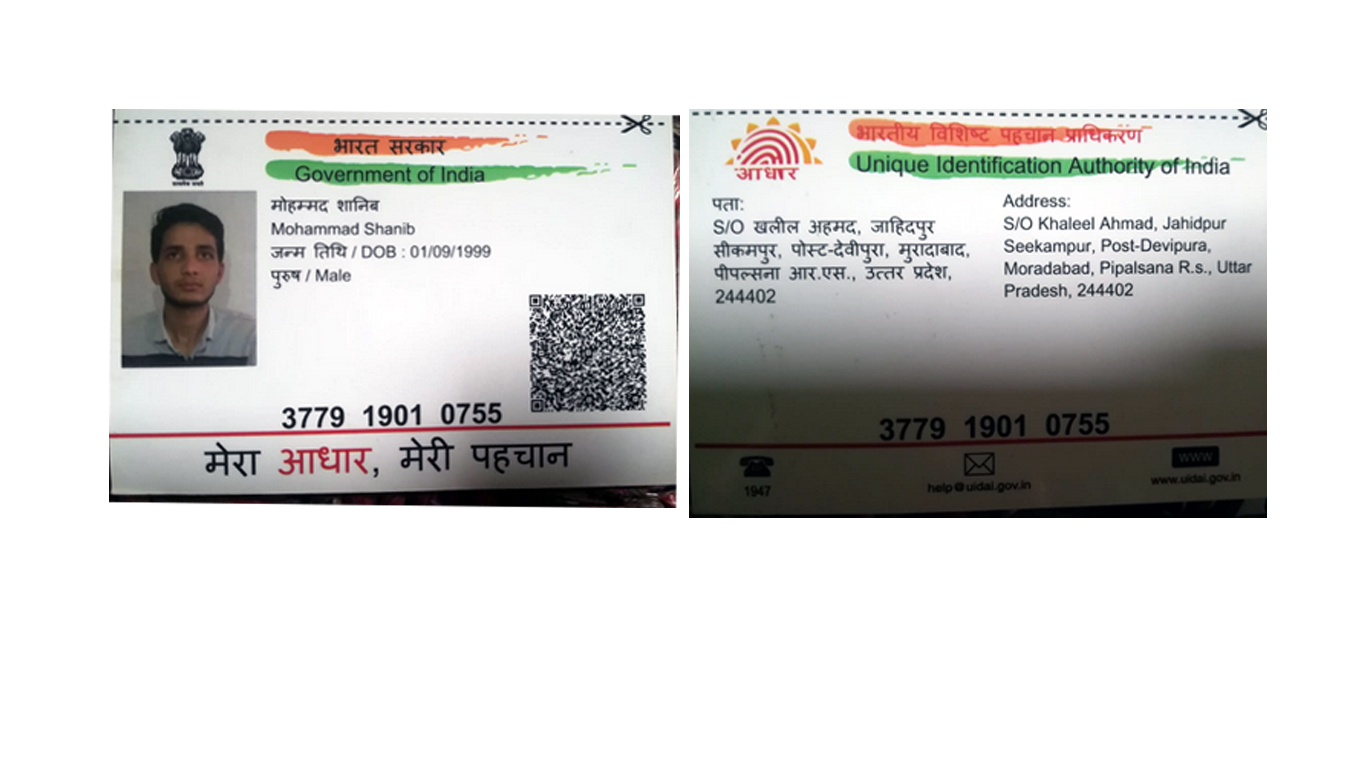 भारत सरकार
Government of India
मोहम्मद शानिब
Mohammad Shanib
जन्म तिथि / DOB : 01/09/1999
पुरुष / Male
3779 1901 0755
मेरा आधार, मेरी पहचान
भारतीय विशिष्ट पहचान प्राधिकरण
आधार
Unique Identification Authority of India
पता:
S/O खलील अहमद, जाहिदपुर
सीकमपुर, पोस्ट-देवीपुरा, मुरादाबाद,
पीपल्सना आर.एस., उत्तर प्रदेश,
244402
Address:
S/O Khaleel Ahmad, Jahidpur
Seekampur, Post-Devipura,
Moradabad, Pipalsana R.s., Uttar
Pradesh, 244402
3779 1901 0755
1947
help@uidai.gov.in
WWW
www.uidai.gov.in